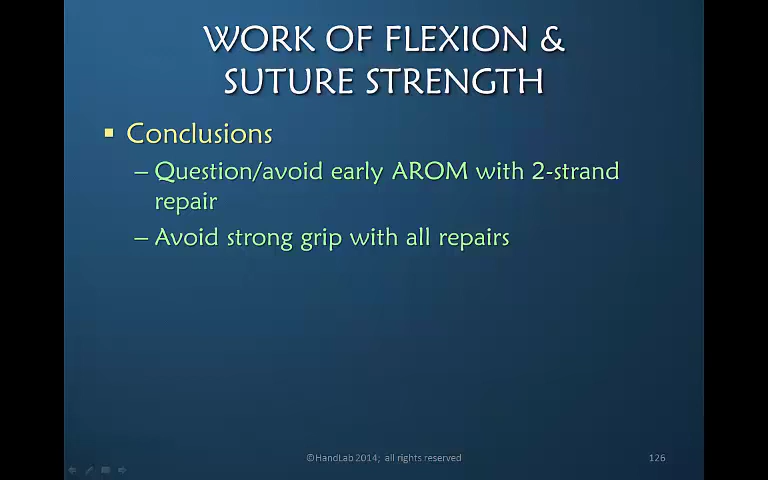 WORK OF FLEXION &
SUTURE STRENGTH
▪ Conclusions
– Question/avoid early AROM with 2-strand
repair
– Avoid strong grip with all repairs
©HandLab 2014; all rights reserved
126